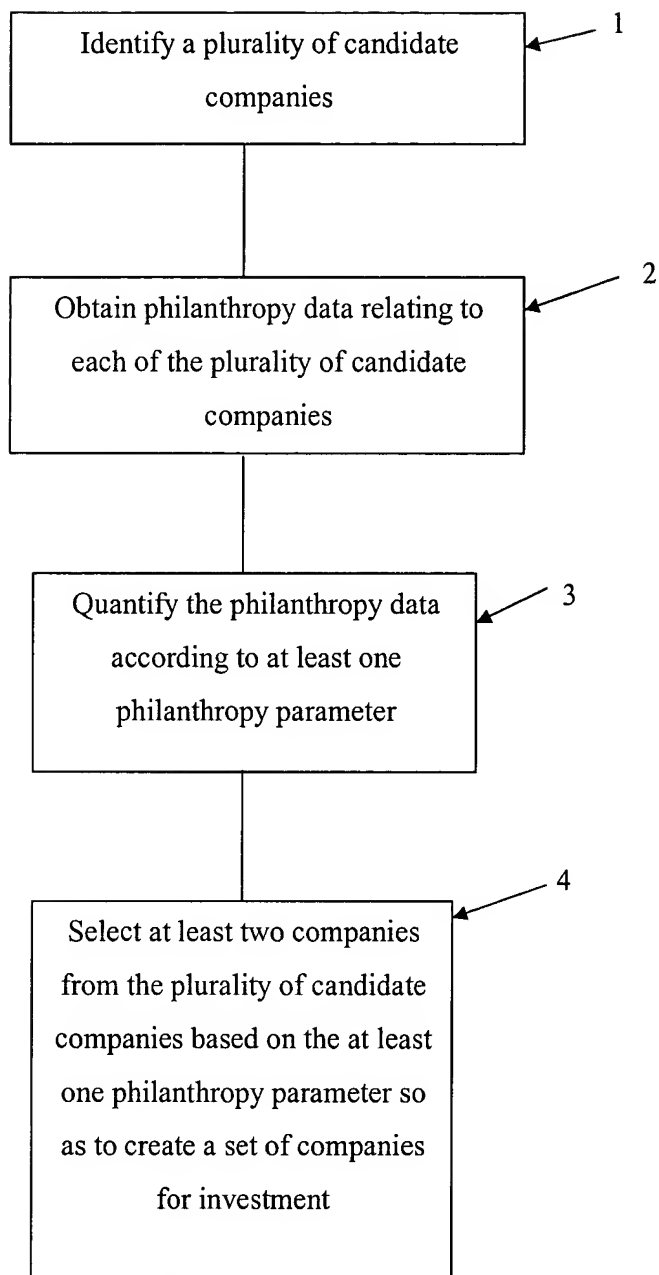 Identify a plurality of candidate
companies
1
Obtain philanthropy data relating to
each of the plurality of candidate
companies
2
Quantify the philanthropy data
according to at least one
philanthropy parameter
3
Select at least two companies
from the plurality of candidate
companies based on the at least
one philanthropy parameter so
as to create a set of companies
for investment
4